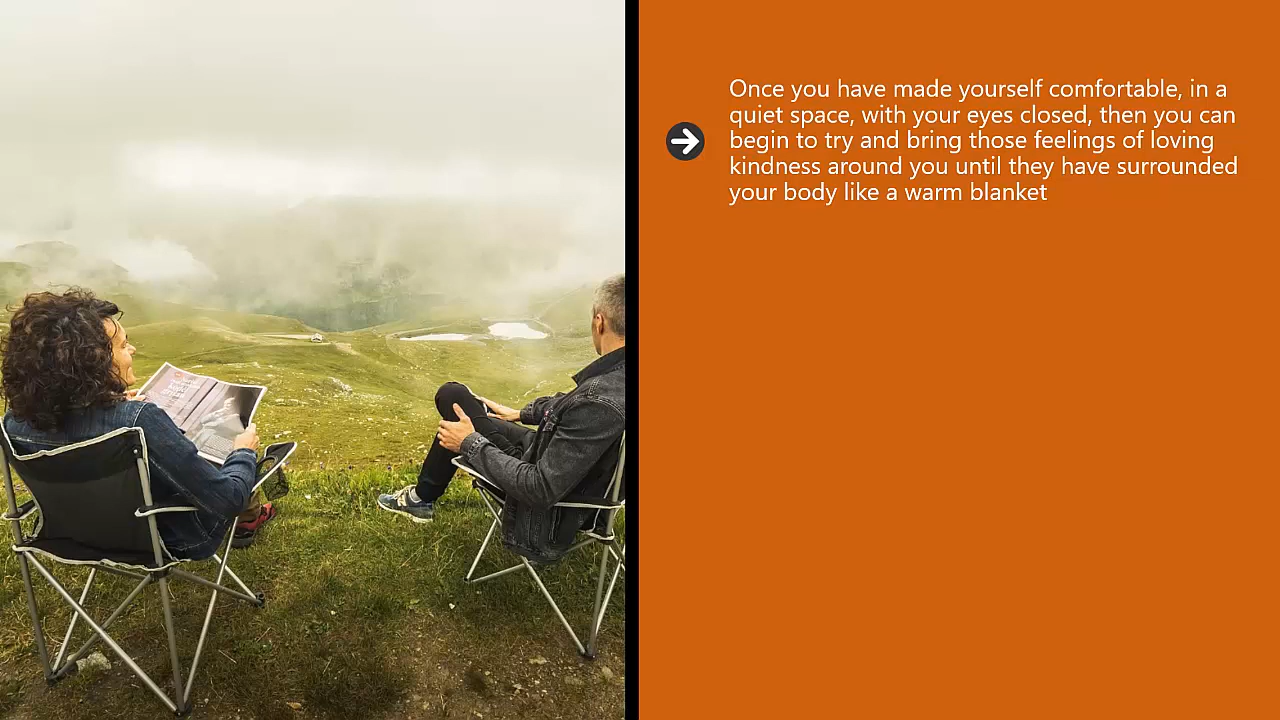 Once you have made yourself comfortable, in a
quiet space, with your eyes closed, then you can
begin to try and bring those feelings of loving
kindness around you until they have surrounded
your body like a warm blanket